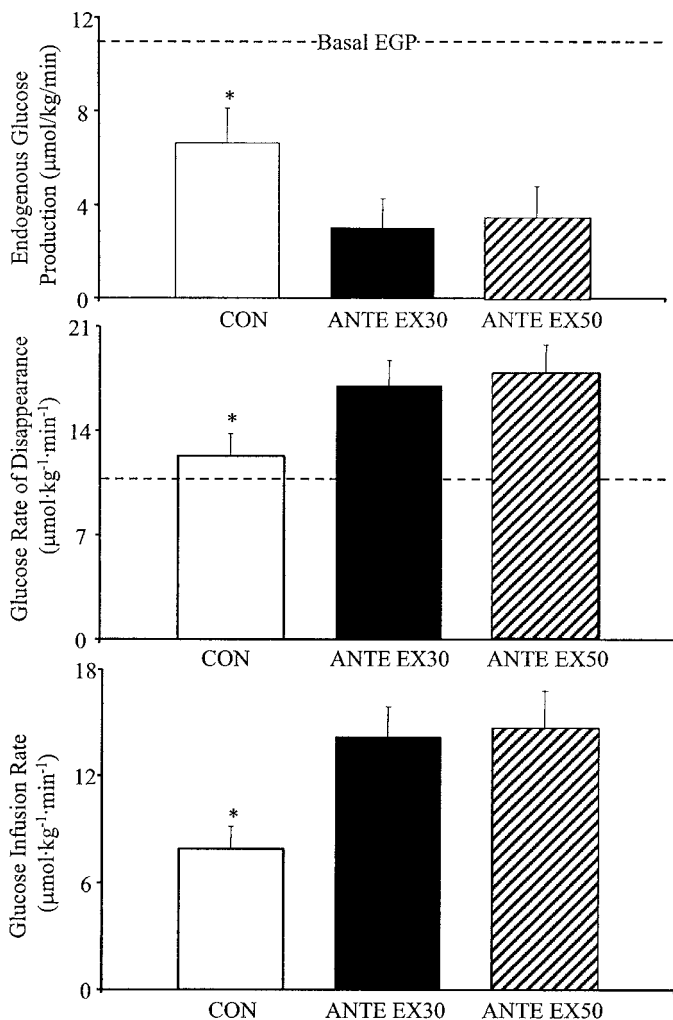 12
Basal EGP
8
*
4
0
Endogenous Glucose
Production (μmol/kg/min)
CON ANTE EX30 ANTE EX50
21
14
*
7
0
Glucose Rate of Disappearance
(μmol·kg⁻¹·min⁻¹)
CON ANTE EX30 ANTE EX50
18
12
*
6
0
Glucose Infusion Rate
(μmol·kg⁻¹·min⁻¹)
CON ANTE EX30 ANTE EX50